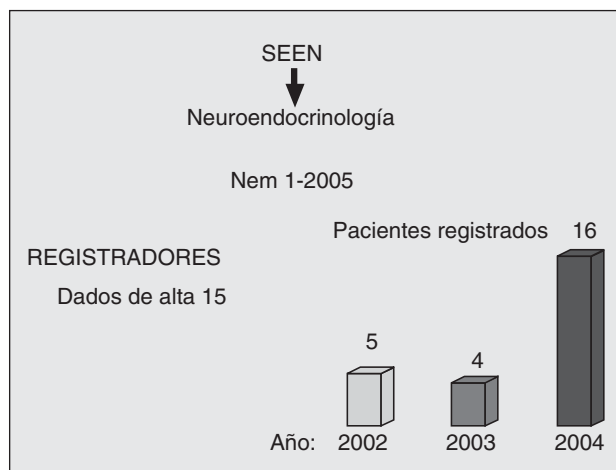 SEEN
Neuroendocrinología
Nem 1-2005
Pacientes registrados 16
REGISTRADORES
Dados de alta 15
5
4
Año: 2002 2003 2004